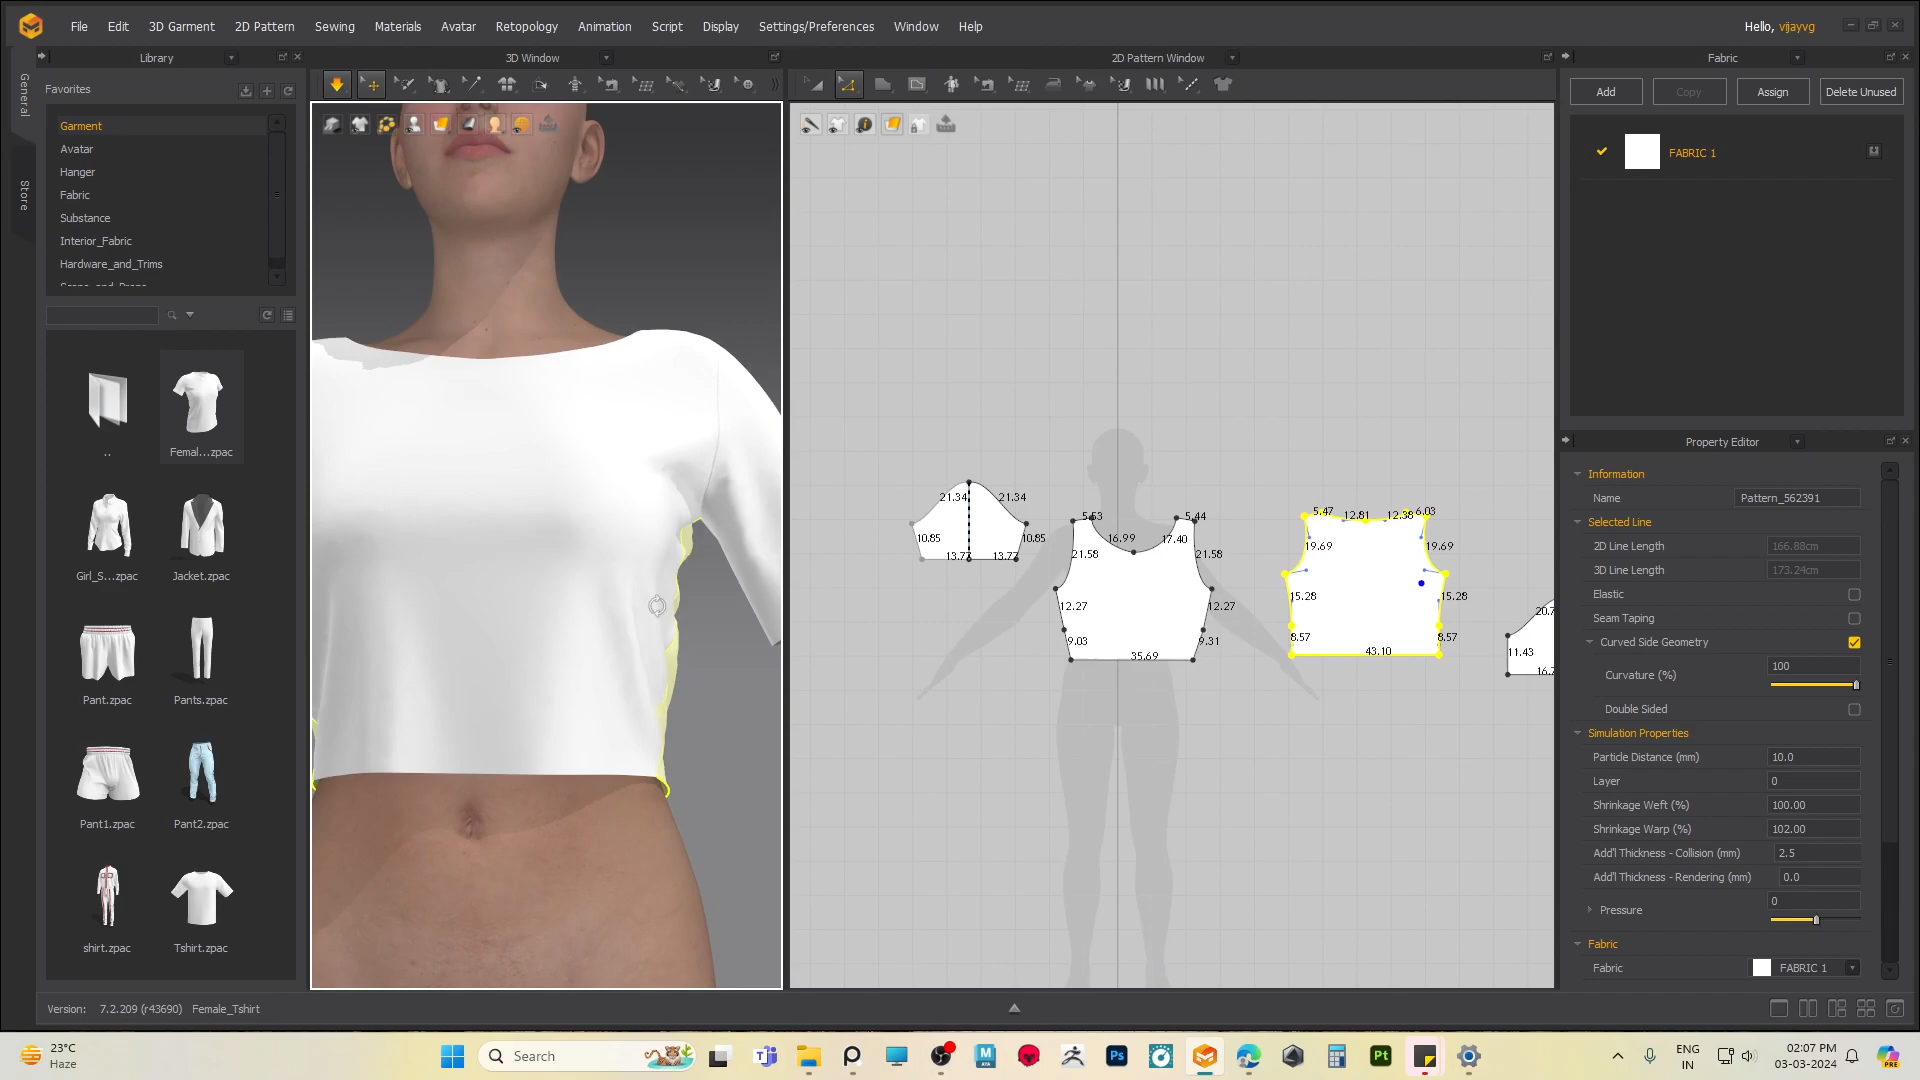 File Edit 3D Garment 2D Pattern Sewing Materials Avatar Retopology Animation Script Display Settings/Preferences Window Help
Hello, vijayvg
Library
3D Window
2D Pattern Window
Fabric
General
Store
Favorites
Garment
Avatar
Hanger
Fabric
Substance
Interior_Fabric
Hardware_and_Trims
..
Femal...zpac
Girl_S...zpac
Jacket.zpac
Pant.zpac
Pants.zpac
Pant1.zpac
Pant2.zpac
shirt.zpac
Tshirt.zpac
21.34 21.34
10.85 10.85
13.77 13.77
5.53 5.44
16.99 17.40
21.58 21.58
12.27 12.27
9.03 9.31
35.69
5.47 12.81 12.38 6.03
19.69 19.69
15.28 15.28
8.57 8.57
43.10
20.7
11.43
16.7
Add Copy Assign Delete Unused
FABRIC 1
Property Editor
Information
Name Pattern_562391
Selected Line
2D Line Length 166.88cm
3D Line Length 173.24cm
Elastic
Seam Taping
Curved Side Geometry
Curvature (%) 100
Double Sided
Simulation Properties
Particle Distance (mm) 10.0
Layer 0
Shrinkage Weft (%) 100.00
Shrinkage Warp (%) 102.00
Add'l Thickness - Collision (mm) 2.5
Add'l Thickness - Rendering (mm) 0.0
Pressure 0
Fabric
Fabric FABRIC 1
Version: 7.2.209 (r43690) Female_Tshirt
23°C
Haze
Search
ENG
IN
02:07 PM
03-03-2024